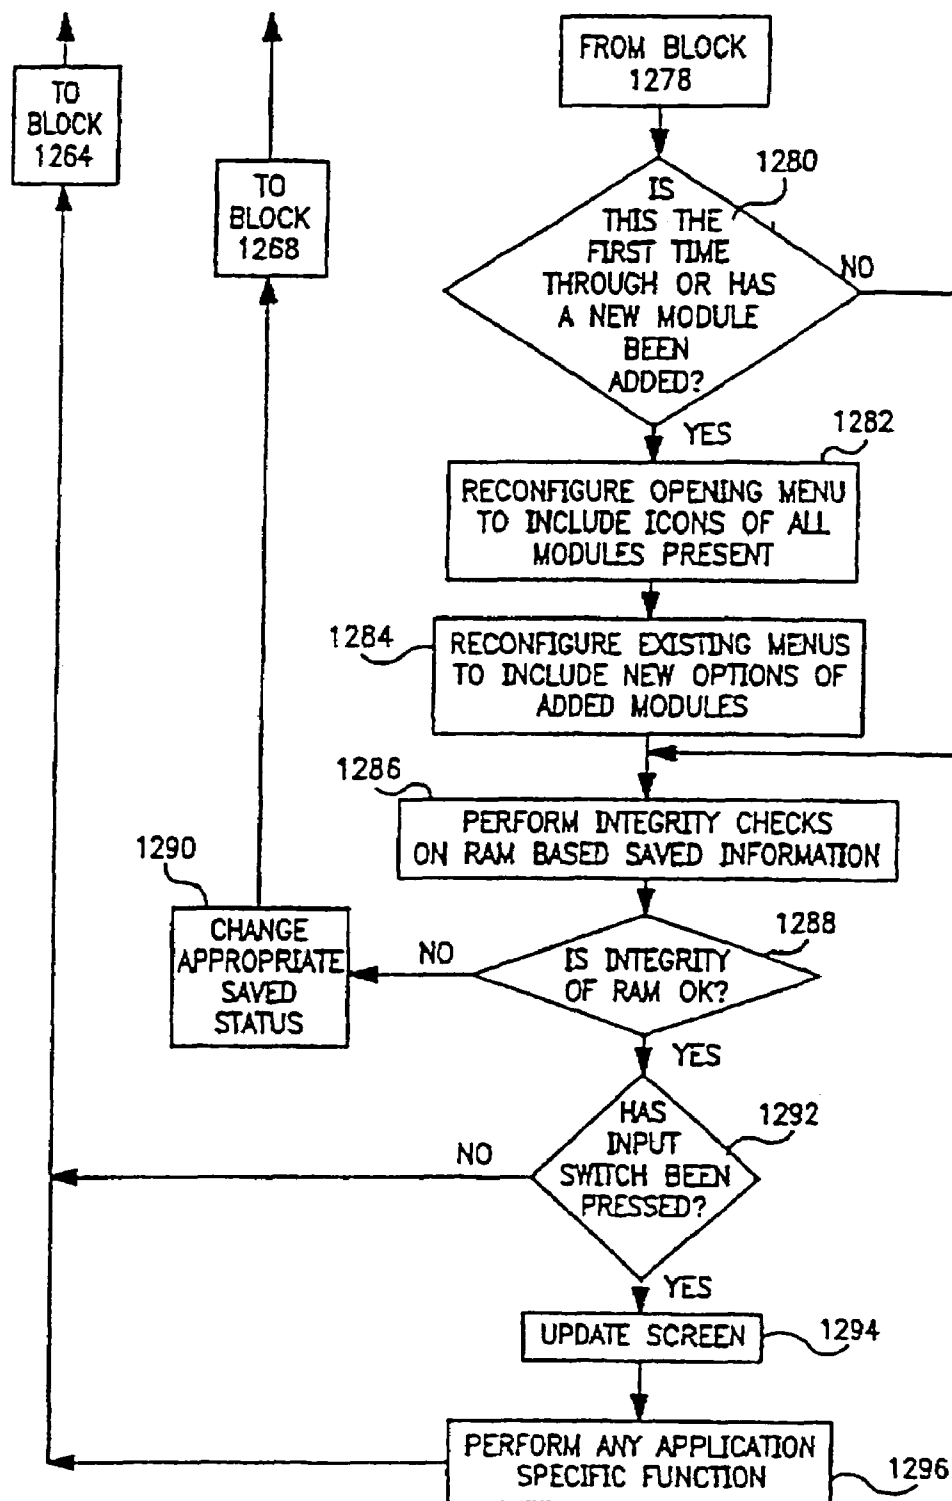 TO
BLOCK
1264
TO
BLOCK
1268
FROM BLOCK
1278
1280
IS
THIS THE
FIRST TIME
THROUGH OR HAS
A NEW MODULE
BEEN
ADDED?
NO
YES
1282
RECONFIGURE OPENING MENU
TO INCLUDE ICONS OF ALL
MODULES PRESENT
1284
RECONFIGURE EXISTING MENUS
TO INCLUDE NEW OPTIONS OF
ADDED MODULES
1286
PERFORM INTEGRITY CHECKS
ON RAM BASED SAVED INFORMATION
1290
CHANGE
APPROPRIATE
SAVED
STATUS
NO
1288
IS INTEGRITY
OF RAM OK?
YES
1292
HAS
INPUT
SWITCH BEEN
PRESSED?
NO
YES
UPDATE SCREEN
1294
PERFORM ANY APPLICATION
SPECIFIC FUNCTION
1296